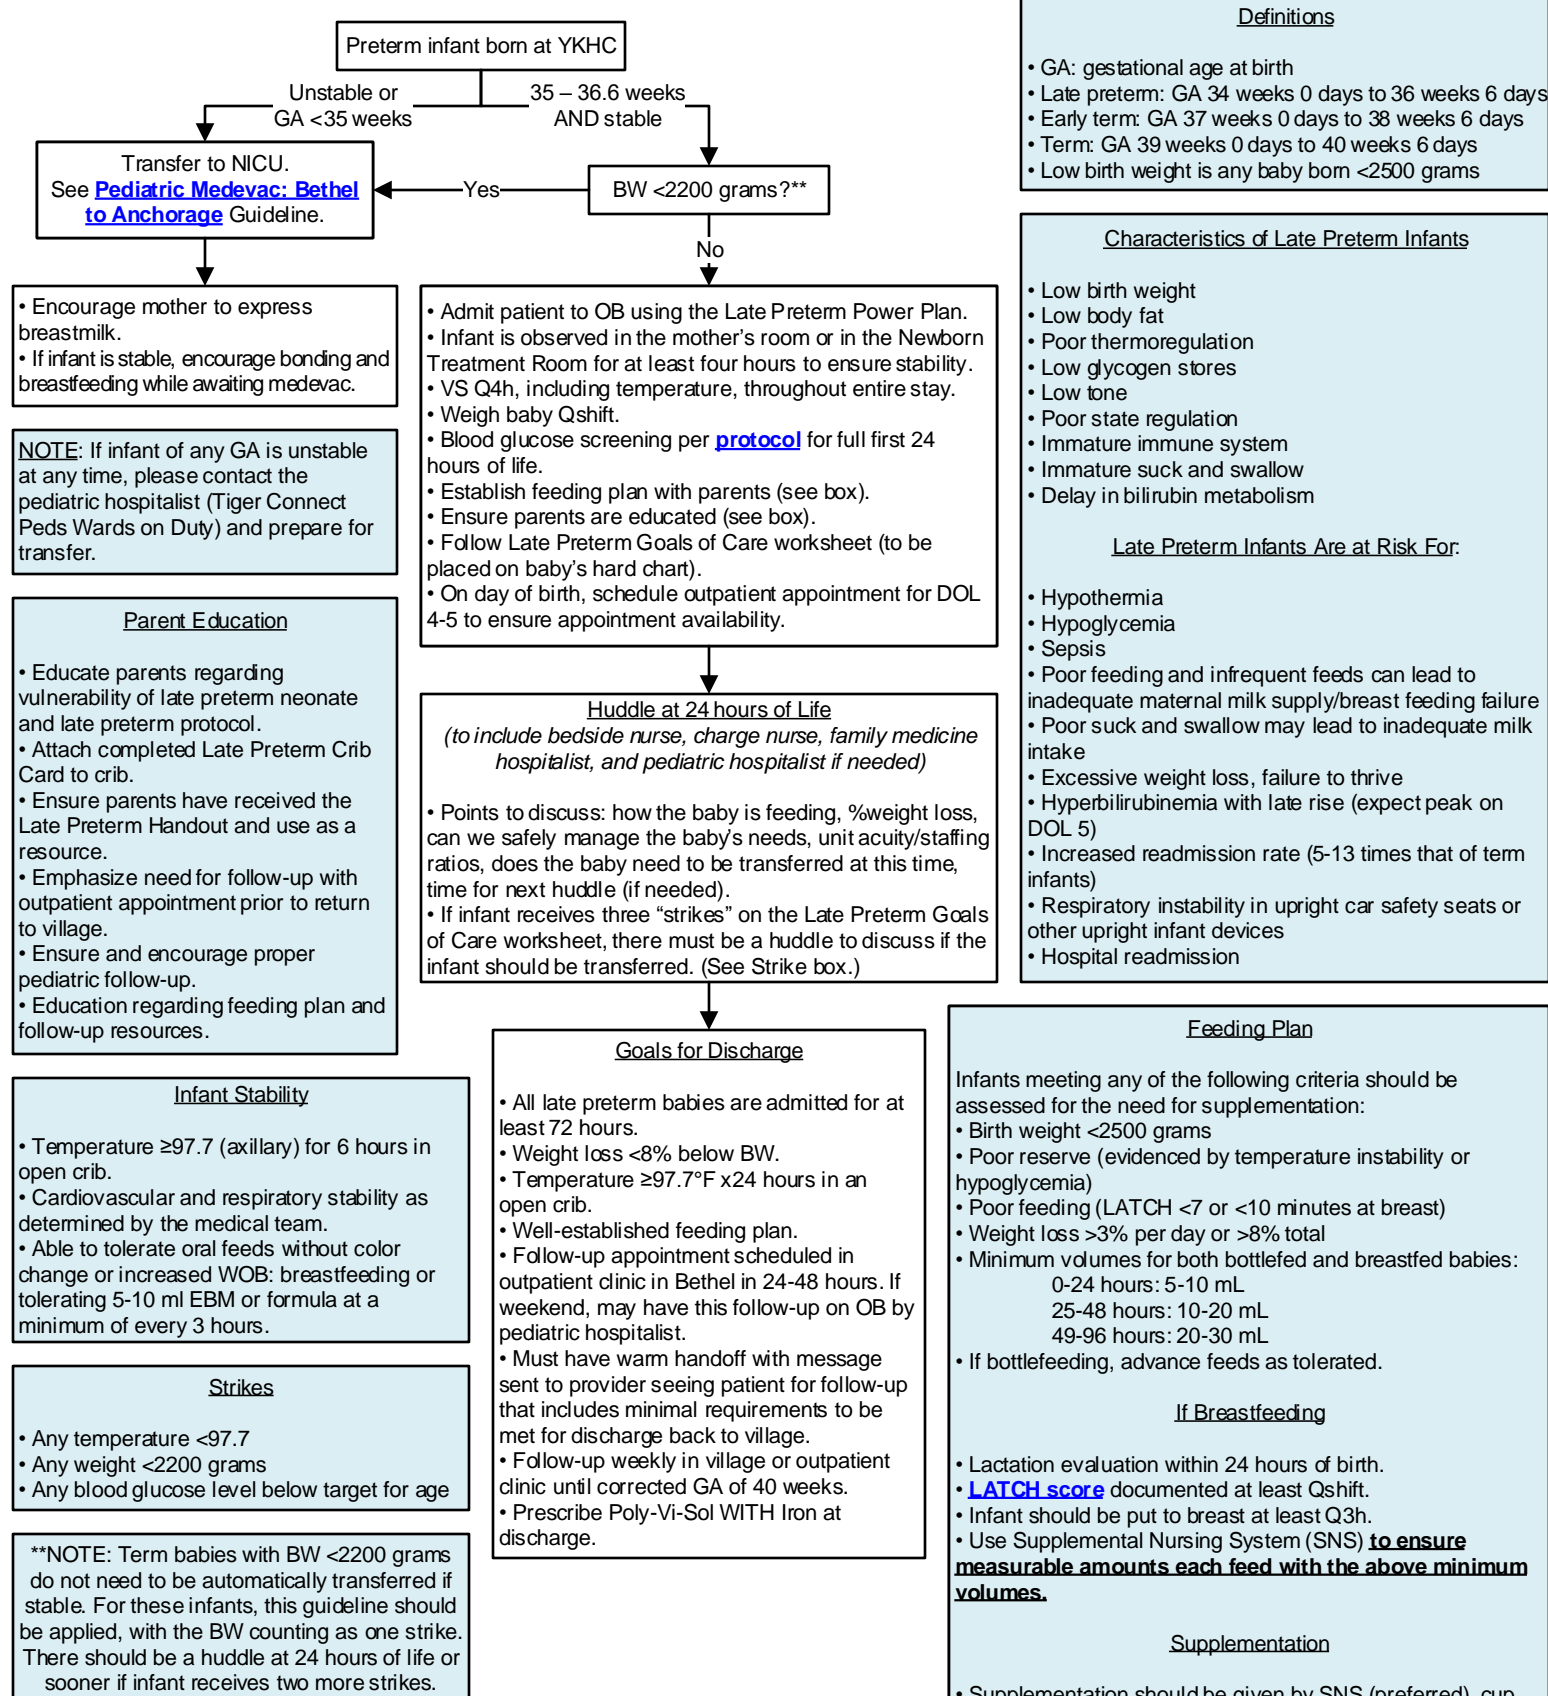 Preterm infant born at YKHC
Unstable or
GA <35 weeks
35 – 36.6 weeks
AND stable
Transfer to NICU.
See Pediatric Medevac: Bethel
to Anchorage Guideline.
Yes
BW <2200 grams?**
No
• Encourage mother to express
breastmilk.
• If infant is stable, encourage bonding and
breastfeeding while awaiting medevac.
NOTE: If infant of any GA is unstable
at any time, please contact the
pediatric hospitalist (Tiger Connect
Peds Wards on Duty) and prepare for
transfer.
Parent Education
• Educate parents regarding
vulnerability of late preterm neonate
and late preterm protocol.
• Attach completed Late Preterm Crib
Card to crib.
• Ensure parents have received the
Late Preterm Handout and use as a
resource.
• Emphasize need for follow-up with
outpatient appointment prior to return
to village.
• Ensure and encourage proper
pediatric follow-up.
• Education regarding feeding plan and
follow-up resources.
Infant Stability
• Temperature ≥97.7 (axillary) for 6 hours in
open crib.
• Cardiovascular and respiratory stability as
determined by the medical team.
• Able to tolerate oral feeds without color
change or increased WOB: breastfeeding or
tolerating 5-10 ml EBM or formula at a
minimum of every 3 hours.
Strikes
• Any temperature <97.7
• Any weight <2200 grams
• Any blood glucose level below target for age
**NOTE: Term babies with BW <2200 grams
do not need to be automatically transferred if
stable. For these infants, this guideline should
be applied, with the BW counting as one strike.
There should be a huddle at 24 hours of life or
sooner if infant receives two more strikes.
• Admit patient to OB using the Late Preterm Power Plan.
• Infant is observed in the mother's room or in the Newborn
Treatment Room for at least four hours to ensure stability.
• VS Q4h, including temperature, throughout entire stay.
• Weigh baby Qshift.
• Blood glucose screening per protocol for full first 24
hours of life.
• Establish feeding plan with parents (see box).
• Ensure parents are educated (see box).
• Follow Late Preterm Goals of Care worksheet (to be
placed on baby's hard chart).
• On day of birth, schedule outpatient appointment for DOL
4-5 to ensure appointment availability.
Huddle at 24 hours of Life
(to include bedside nurse, charge nurse, family medicine
hospitalist, and pediatric hospitalist if needed)
• Points to discuss: how the baby is feeding, %weight loss,
can we safely manage the baby's needs, unit acuity/staffing
ratios, does the baby need to be transferred at this time,
time for next huddle (if needed).
• If infant receives three "strikes" on the Late Preterm Goals
of Care worksheet, there must be a huddle to discuss if the
infant should be transferred. (See Strike box.)
Goals for Discharge
• All late preterm babies are admitted for at
least 72 hours.
• Weight loss <8% below BW.
• Temperature ≥97.7°F x24 hours in an
open crib.
• Well-established feeding plan.
• Follow-up appointment scheduled in
outpatient clinic in Bethel in 24-48 hours. If
weekend, may have this follow-up on OB by
pediatric hospitalist.
• Must have warm handoff with message
sent to provider seeing patient for follow-up
that includes minimal requirements to be
met for discharge back to village.
• Follow-up weekly in village or outpatient
clinic until corrected GA of 40 weeks.
• Prescribe Poly-Vi-Sol WITH Iron at
discharge.
Definitions
• GA: gestational age at birth
• Late preterm: GA 34 weeks 0 days to 36 weeks 6 days
• Early term: GA 37 weeks 0 days to 38 weeks 6 days
• Term: GA 39 weeks 0 days to 40 weeks 6 days
• Low birth weight is any baby born <2500 grams
Characteristics of Late Preterm Infants
• Low birth weight
• Low body fat
• Poor thermoregulation
• Low glycogen stores
• Low tone
• Poor state regulation
• Immature immune system
• Immature suck and swallow
• Delay in bilirubin metabolism
Late Preterm Infants Are at Risk For:
• Hypothermia
• Hypoglycemia
• Sepsis
• Poor feeding and infrequent feeds can lead to
inadequate maternal milk supply/breast feeding failure
• Poor suck and swallow may lead to inadequate milk
intake
• Excessive weight loss, failure to thrive
• Hyperbilirubinemia with late rise (expect peak on
DOL 5)
• Increased readmission rate (5-13 times that of term
infants)
• Respiratory instability in upright car safety seats or
other upright infant devices
• Hospital readmission
Feeding Plan
Infants meeting any of the following criteria should be
assessed for the need for supplementation:
• Birth weight <2500 grams
• Poor reserve (evidenced by temperature instability or
hypoglycemia)
• Poor feeding (LATCH <7 or <10 minutes at breast)
• Weight loss >3% per day or >8% total
• Minimum volumes for both bottlefed and breastfed babies:
0-24 hours: 5-10 mL
25-48 hours: 10-20 mL
49-96 hours: 20-30 mL
• If bottlefeeding, advance feeds as tolerated.
If Breastfeeding
• Lactation evaluation within 24 hours of birth.
• LATCH score documented at least Qshift.
• Infant should be put to breast at least Q3h.
• Use Supplemental Nursing System (SNS) to ensure
measurable amounts each feed with the above minimum
volumes.
Supplementation
• Supplementation should be given by SNS (preferred), cup,